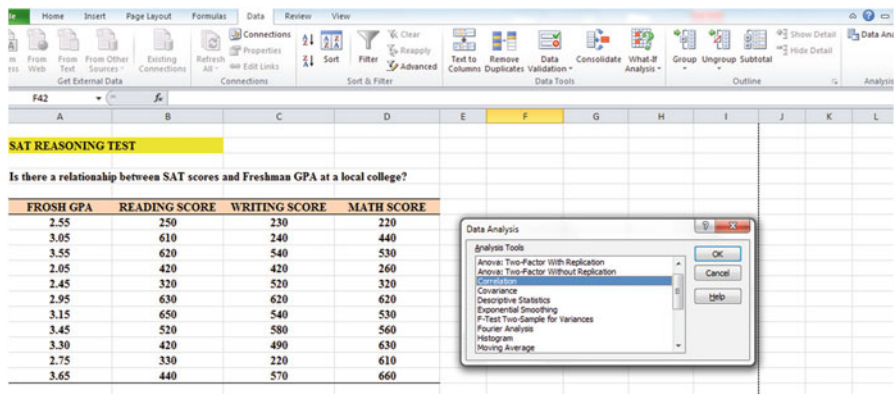 le Home Insert Page Layout Formulas Data Review View
From Web
From Text
From Other Sources
Existing Connections
Refresh All
Connections
Properties
Edit Links
Sort
Filter
Clear
Reapply
Advanced
Text to Columns
Remove Duplicates
Data Validation
Consolidate
What-If Analysis
Group
Ungroup
Subtotal
Show Detail
Hide Detail
Data Ana
Get External Data Connections Sort & Filter Data Tools Outline Analysis
F42 fx
A B C D E F G H I J K L
SAT REASONING TEST
Is there a relationahip between SAT scores and Freshman GPA at a local college?
FROSH GPA READING SCORE WRITING SCORE MATH SCORE
2.55 250 230 220
3.05 610 240 440
3.55 620 540 530
2.05 420 420 260
2.45 320 520 320
2.95 630 620 620
3.15 650 540 530
3.45 520 580 560
3.30 420 490 630
2.75 330 220 610
3.65 440 570 660
Data Analysis
Analysis Tools
Anova: Two-Factor With Replication
Anova: Two-Factor Without Replication
Correlation
Covariance
Descriptive Statistics
Exponential Smoothing
F-Test Two-Sample for Variances
Fourier Analysis
Histogram
Moving Average
OK
Cancel
Help